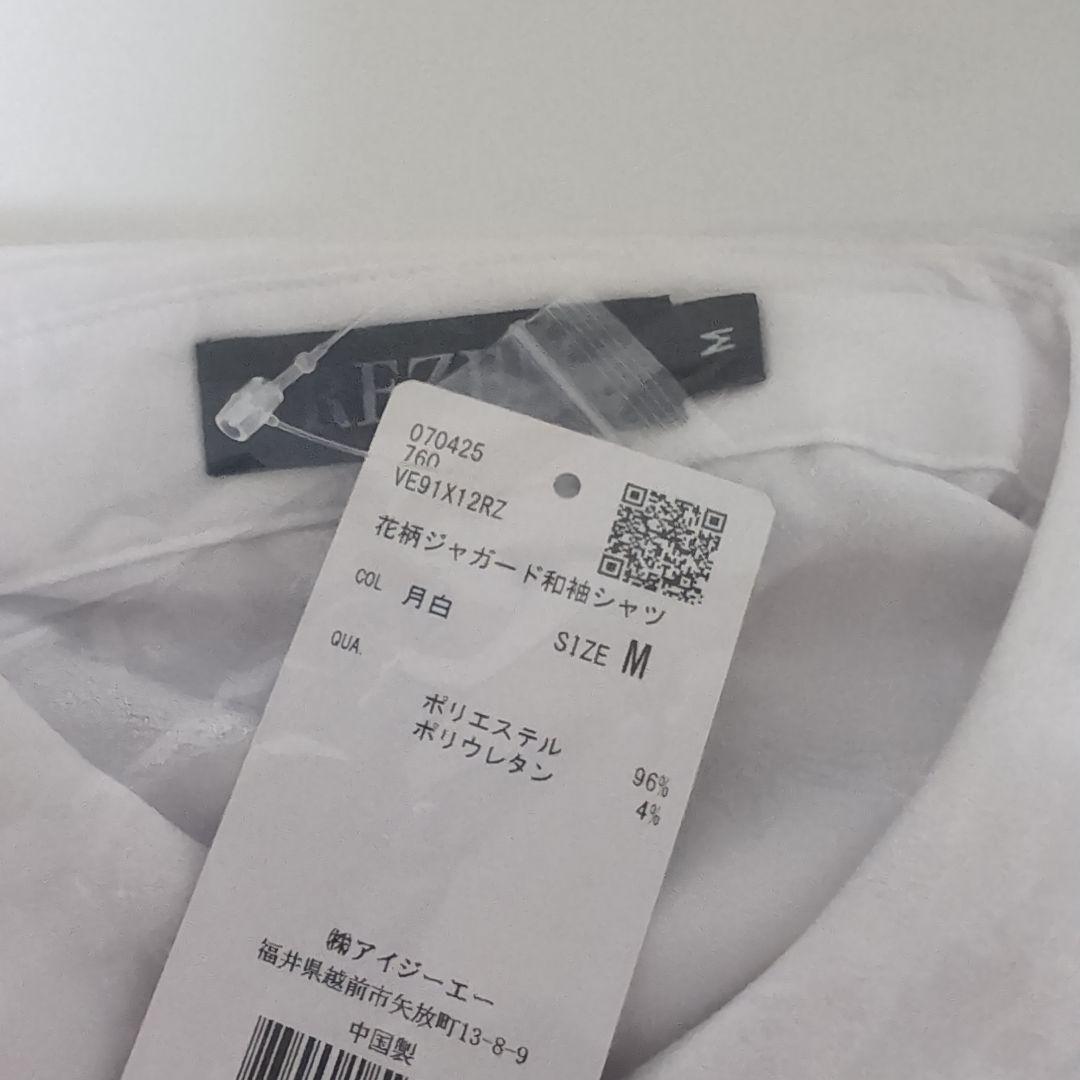 M
070425
760
VE91X12RZ
花柄ジャガード和袖シャツ
COL 月白
SIZE M
QUA.
ポリエステル 96%
ポリウレタン 4%
㈱アイジーエー
福井県越前市矢放町13-8-9
中国製